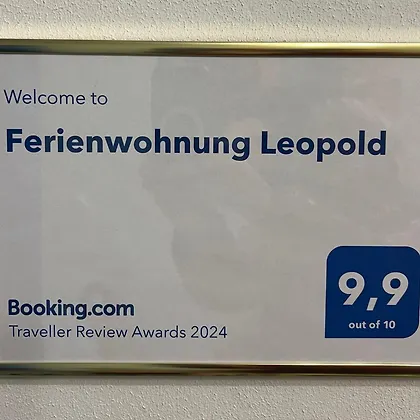 Welcome to
Ferienwohnung Leopold
9,9
out of 10
Booking.com
Traveller Review Awards 2024